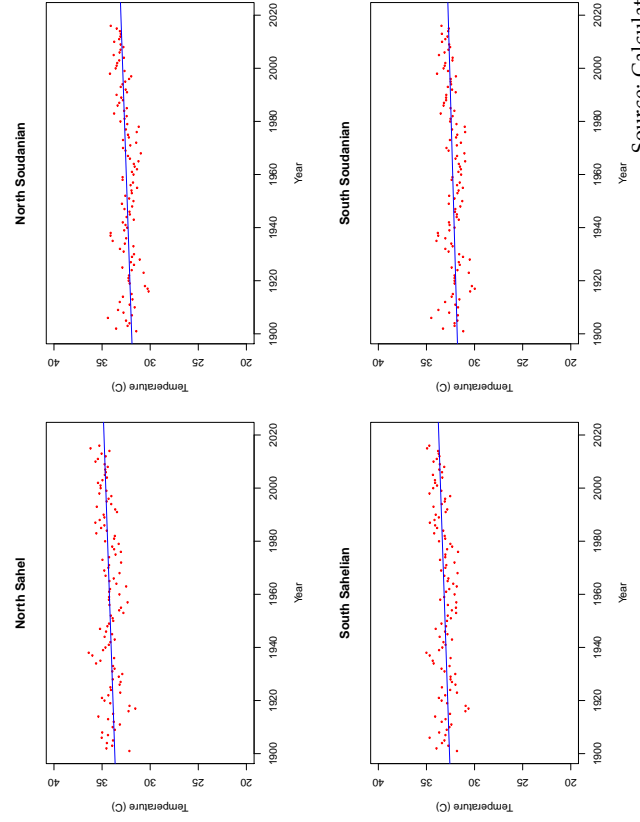 North Sahel
Temperature (C)
40
35
30
25
20
1900 1920 1940 1960 1980 2000 2020
Year
North Soudanian
Temperature (C)
40
35
30
25
20
1900 1920 1940 1960 1980 2000 2020
Year
South Sahelian
Temperature (C)
40
35
30
25
20
1900 1920 1940 1960 1980 2000 2020
Year
South Soudanian
Temperature (C)
40
35
30
25
20
1900 1920 1940 1960 1980 2000 2020
Year
Source: Calculat